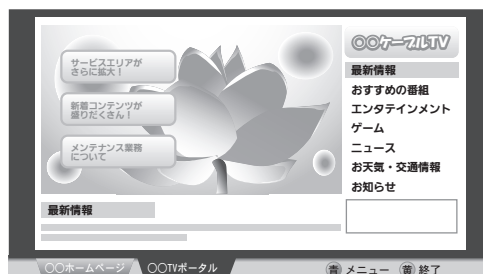 サービスエリアが
さらに拡大！
新着コンテンツが
盛りだくさん！
メンテナンス業務
について
最新情報
○○ケーブルTV
最新情報
おすすめの番組
エンタテインメント
ゲーム
ニュース
お天気・交通情報
お知らせ
○○ホームページ
○○TVポータル
青 メニュー 黄 終了